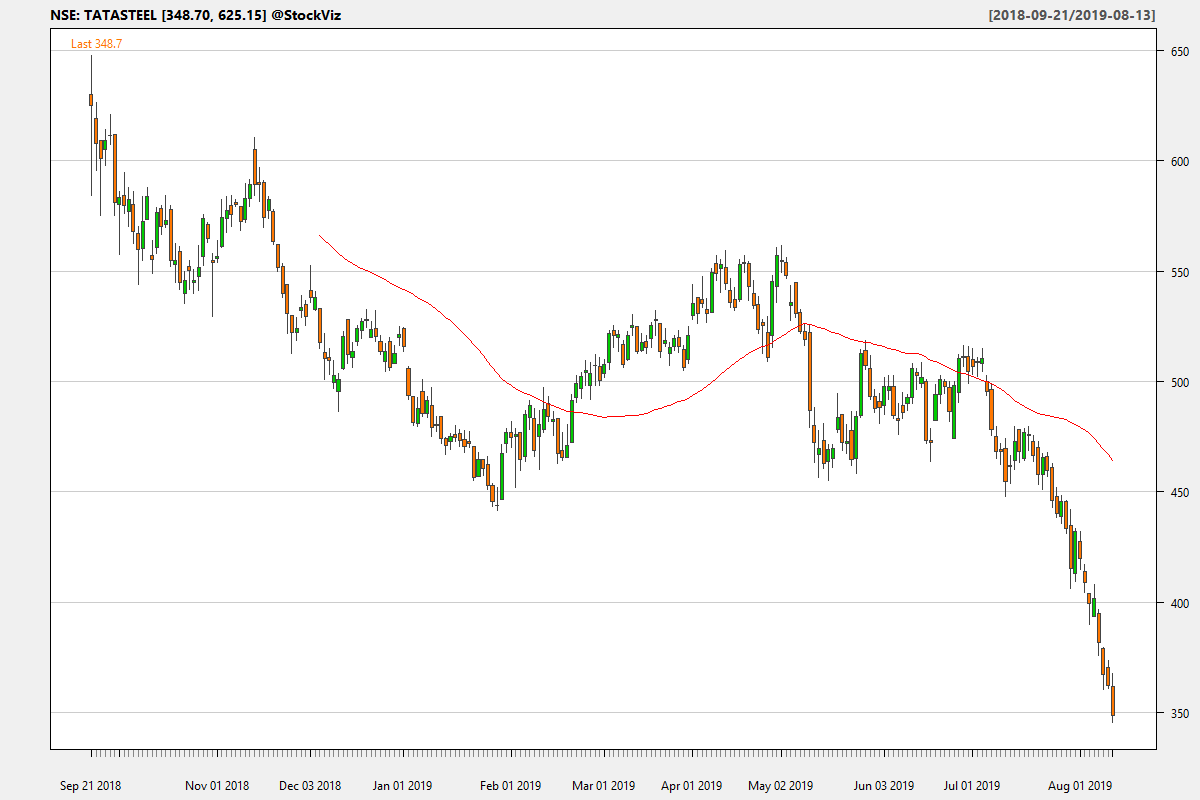 NSE: TATASTEEL [348.70, 625.15] @StockViz
[2018-09-21/2019-08-13]
Last 348.7
650
600
550
500
450
400
350
Sep 21 2018 Nov 01 2018 Dec 03 2018 Jan 01 2019 Feb 01 2019 Mar 01 2019 Apr 01 2019 May 02 2019 Jun 03 2019 Jul 01 2019 Aug 01 2019